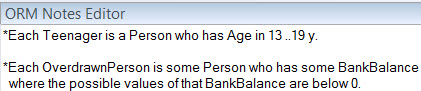 ORM Notes Editor
*Each Teenager is a Person who has Age in 13 ..19 y.
*Each OverdrawnPerson is some Person who has some BankBalance
where the possible values of that BankBalance are below 0.